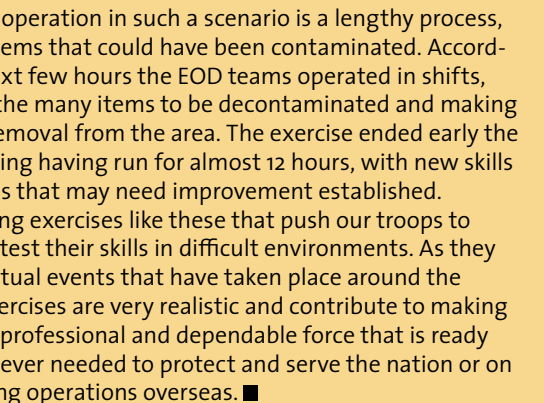 operation in such a scenario is a lengthy process,
ems that could have been contaminated. Accord-
xt few hours the EOD teams operated in shifts,
the many items to be decontaminated and making
emoval from the area. The exercise ended early the
ing having run for almost 12 hours, with new skills
s that may need improvement established.
ng exercises like these that push our troops to
test their skills in difficult environments. As they
tual events that have taken place around the
ercises are very realistic and contribute to making
professional and dependable force that is ready
ever needed to protect and serve the nation or on
ng operations overseas. ■